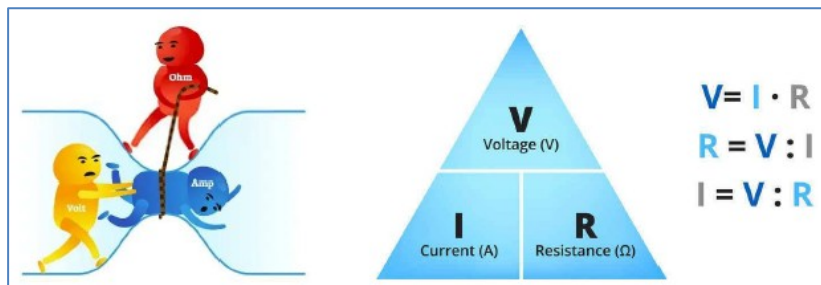 Ohm
Volt
Amp
V
Voltage (V)
I
Current (A)
R
Resistance (Ω)
V= I · R
R = V : I
I = V : R